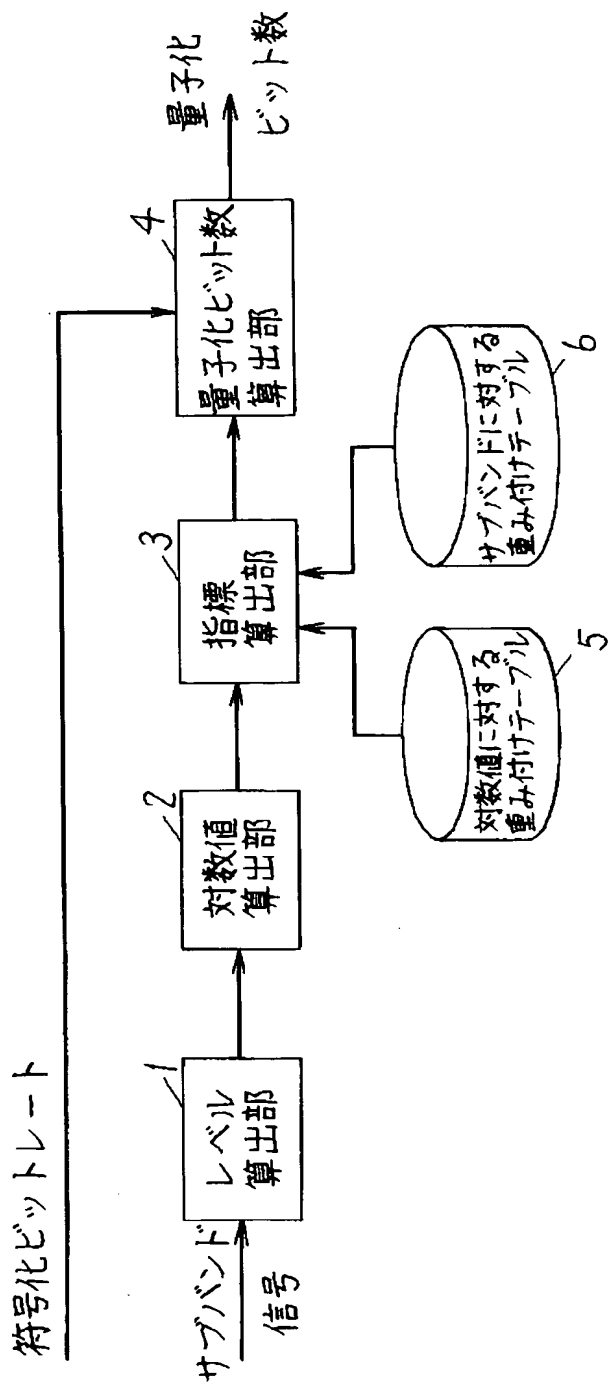 符号化ビットレート
サブバンド
信号
1
レベル
算出部
2
対数値
算出部
3
指標
算出部
4
量子化ビット数
算出部
量子化
ビット数
対数値に対する
重み付けテーブル
5
サブバンドに対する
重み付けテーブル
6